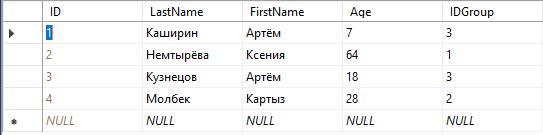 ID LastName FirstName Age IDGroup
1 Каширин Артём 7 3
2 Немтырёва Ксения 64 1
3 Кузнецов Артём 18 3
4 Молбек Картыз 28 2
NULL NULL NULL NULL NULL